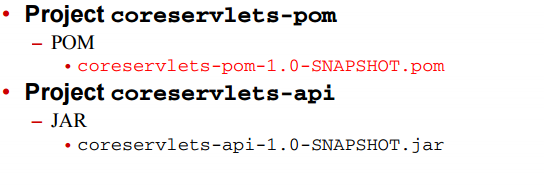 • Project coreservlets-pom
– POM
• coreservlets-pom-1.0-SNAPSHOT.pom
• Project coreservlets-api
– JAR
• coreservlets-api-1.0-SNAPSHOT.jar